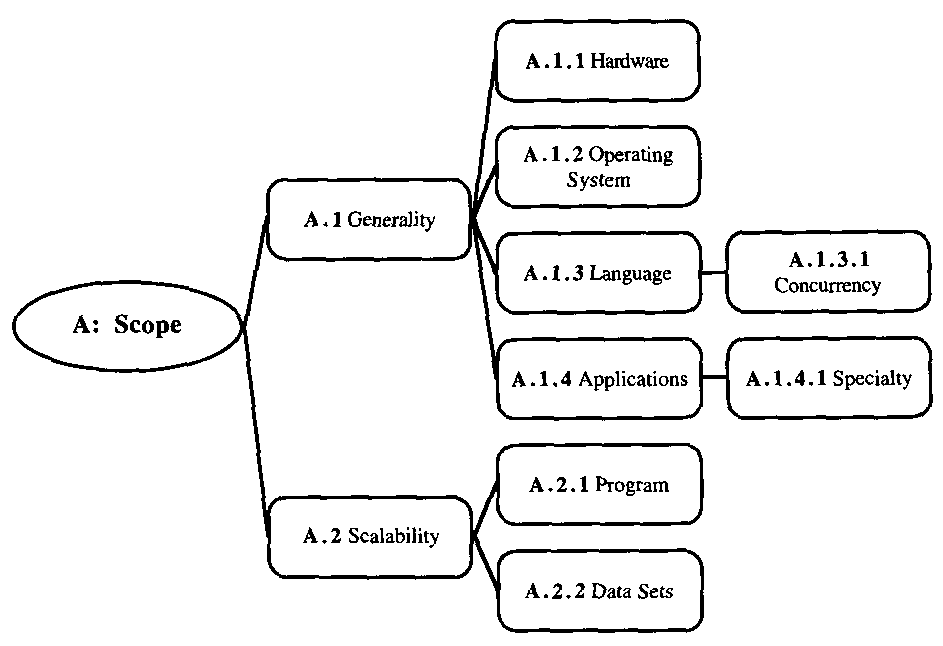 A.1.1 Hardware
A.1.2 Operating
System
A.1 Generality
A.1.3 Language
A.1.3.1
Concurrency
A: Scope
A.1.4 Applications
A.1.4.1 Specialty
A.2.1 Program
A.2 Scalability
A.2.2 Data Sets